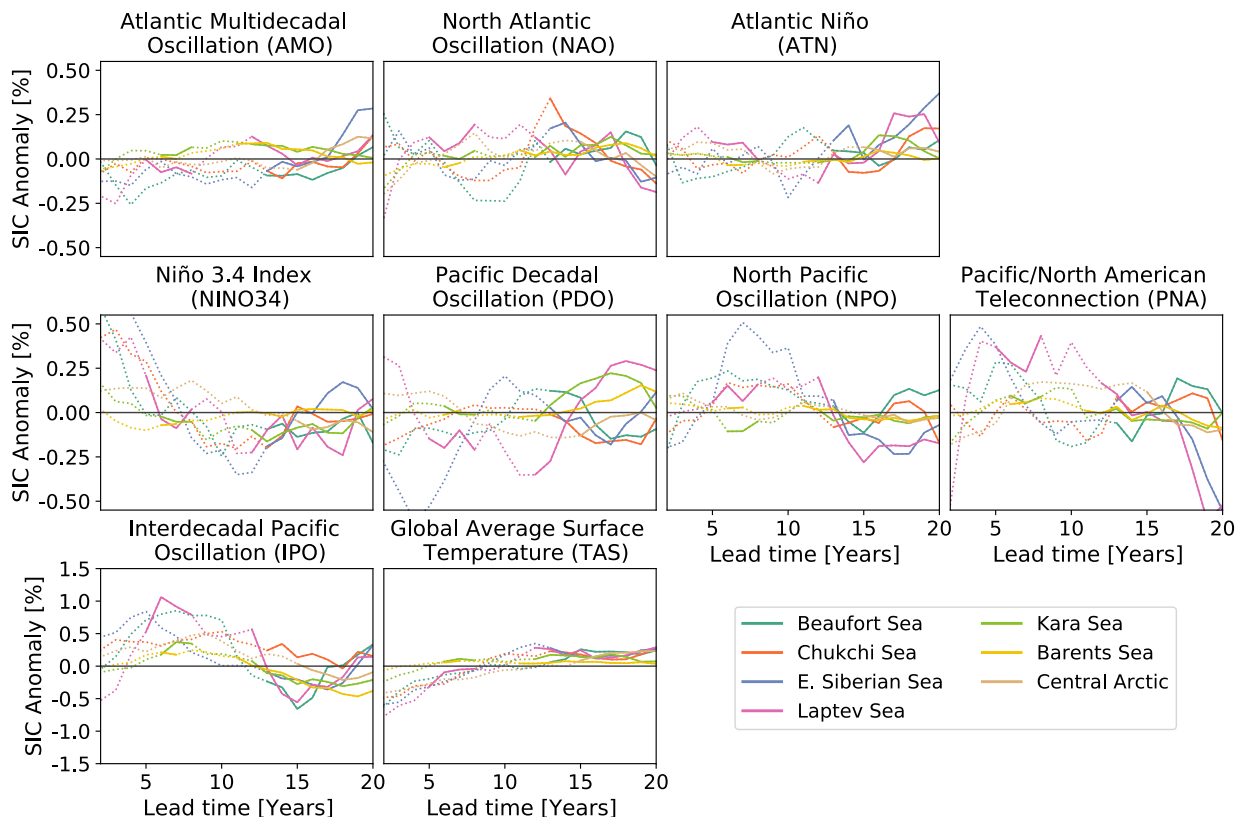 Atlantic Multidecadal
Oscillation (AMO)
North Atlantic
Oscillation (NAO)
Atlantic Niño
(ATN)
SIC Anomaly [%]
0.50
0.25
0.00
-0.25
-0.50
Niño 3.4 Index
(NINO34)
Pacific Decadal
Oscillation (PDO)
North Pacific
Oscillation (NPO)
Pacific/North American
Teleconnection (PNA)
SIC Anomaly [%]
0.50
0.25
0.00
-0.25
-0.50
5 10 15 20
Lead time [Years]
5 10 15 20
Lead time [Years]
Interdecadal Pacific
Oscillation (IPO)
Global Average Surface
Temperature (TAS)
SIC Anomaly [%]
1.5
1.0
0.5
0.0
-0.5
-1.0
-1.5
5 10 15 20
Lead time [Years]
5 10 15 20
Lead time [Years]
Beaufort Sea
Chukchi Sea
E. Siberian Sea
Laptev Sea
Kara Sea
Barents Sea
Central Arctic